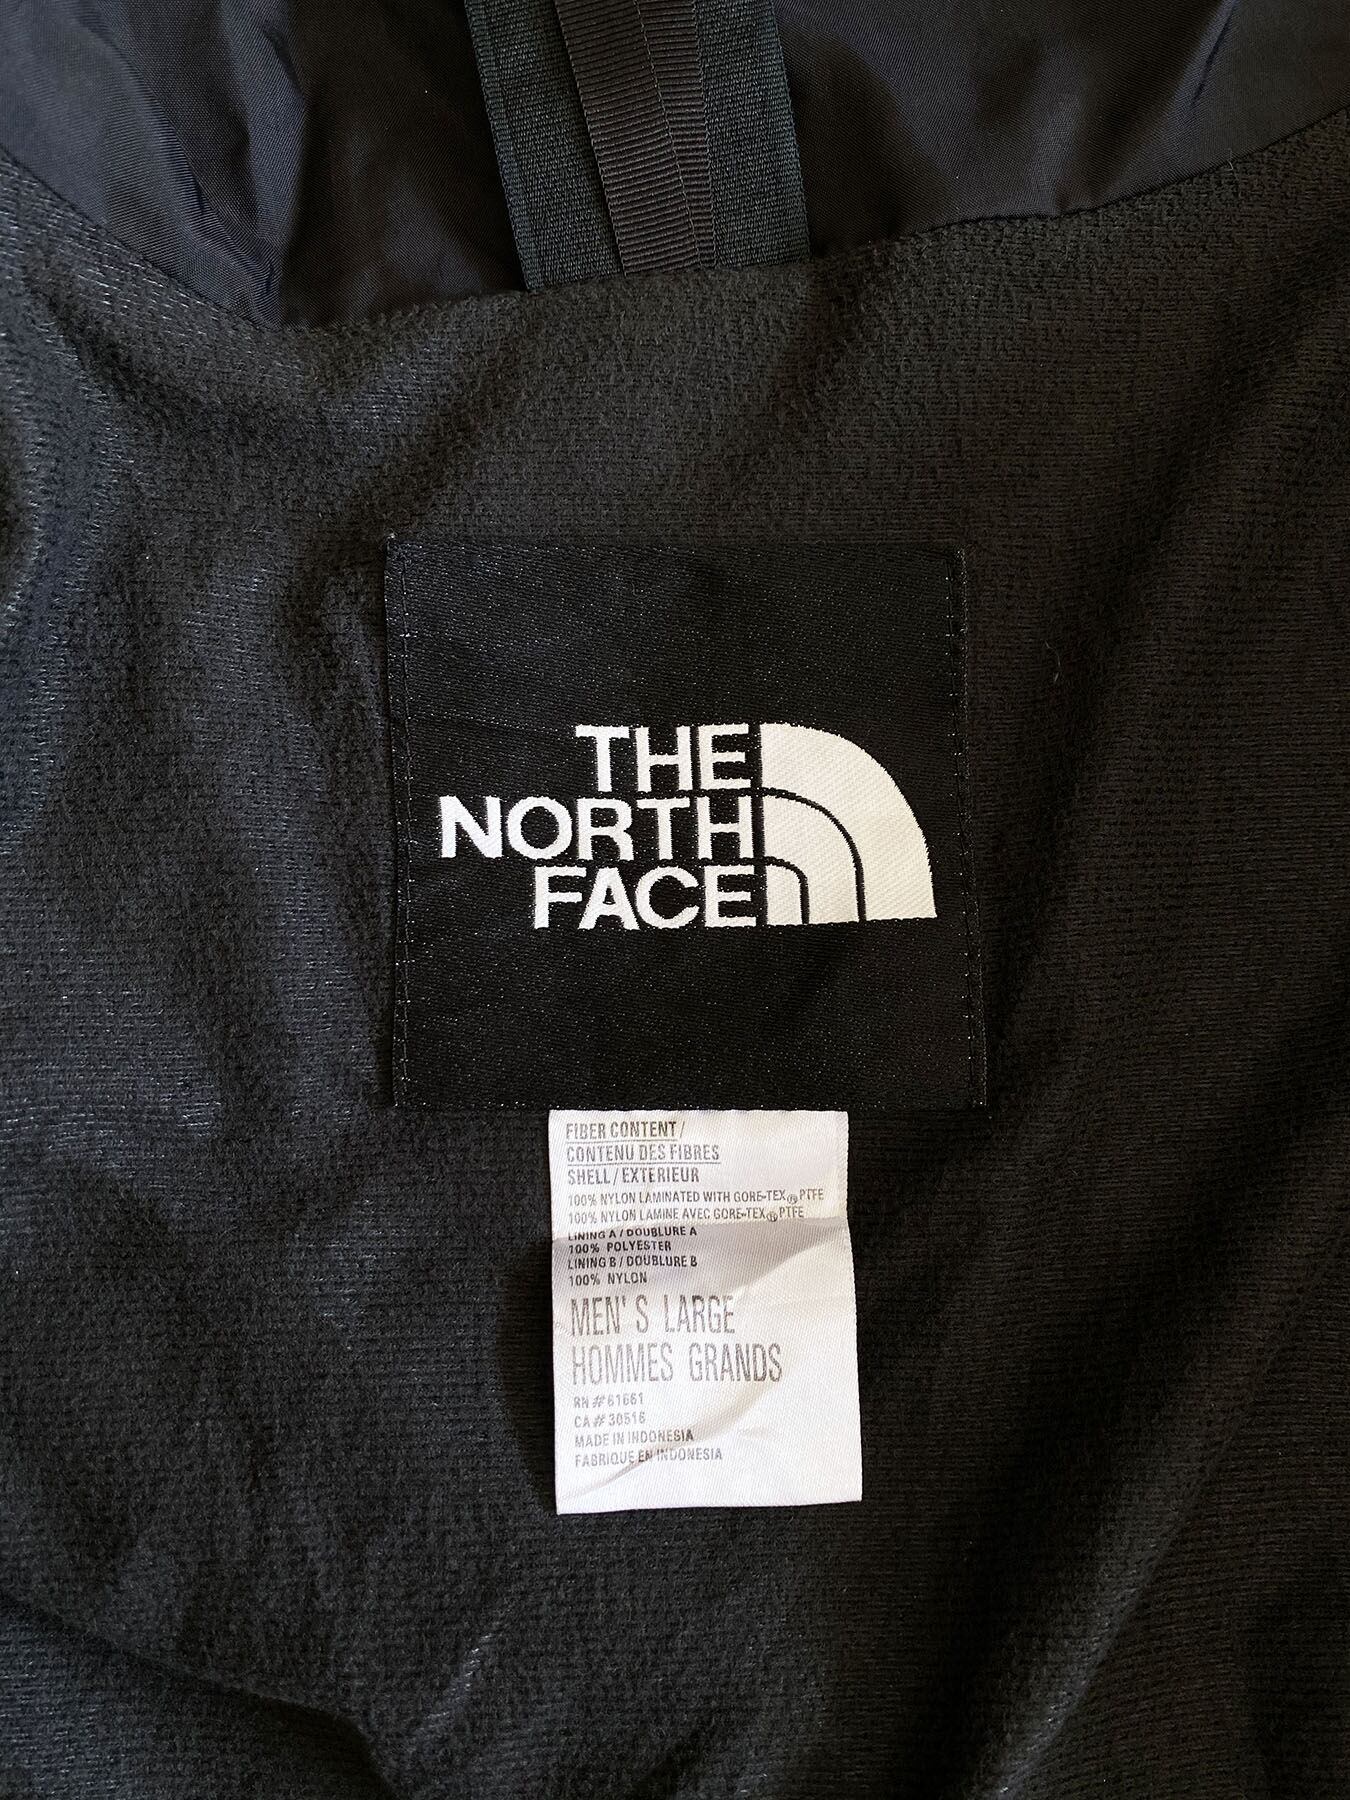 THE
NORTH
FACE
FIBER CONTENT /
CONTENU DES FIBRES
SHELL / EXTERIEUR
100% NYLON LAMINATED WITH GORE-TEX® PTFE
100% NYLON LAMINE AVEC GORE-TEX® PTFE
LINING A / DOUBLURE A
100% POLYESTER
LINING B / DOUBLURE B
100% NYLON
MEN'S LARGE
HOMMES GRANDS
RN #61661
CA # 30516
MADE IN INDONESIA
FABRIQUE EN INDONESIA